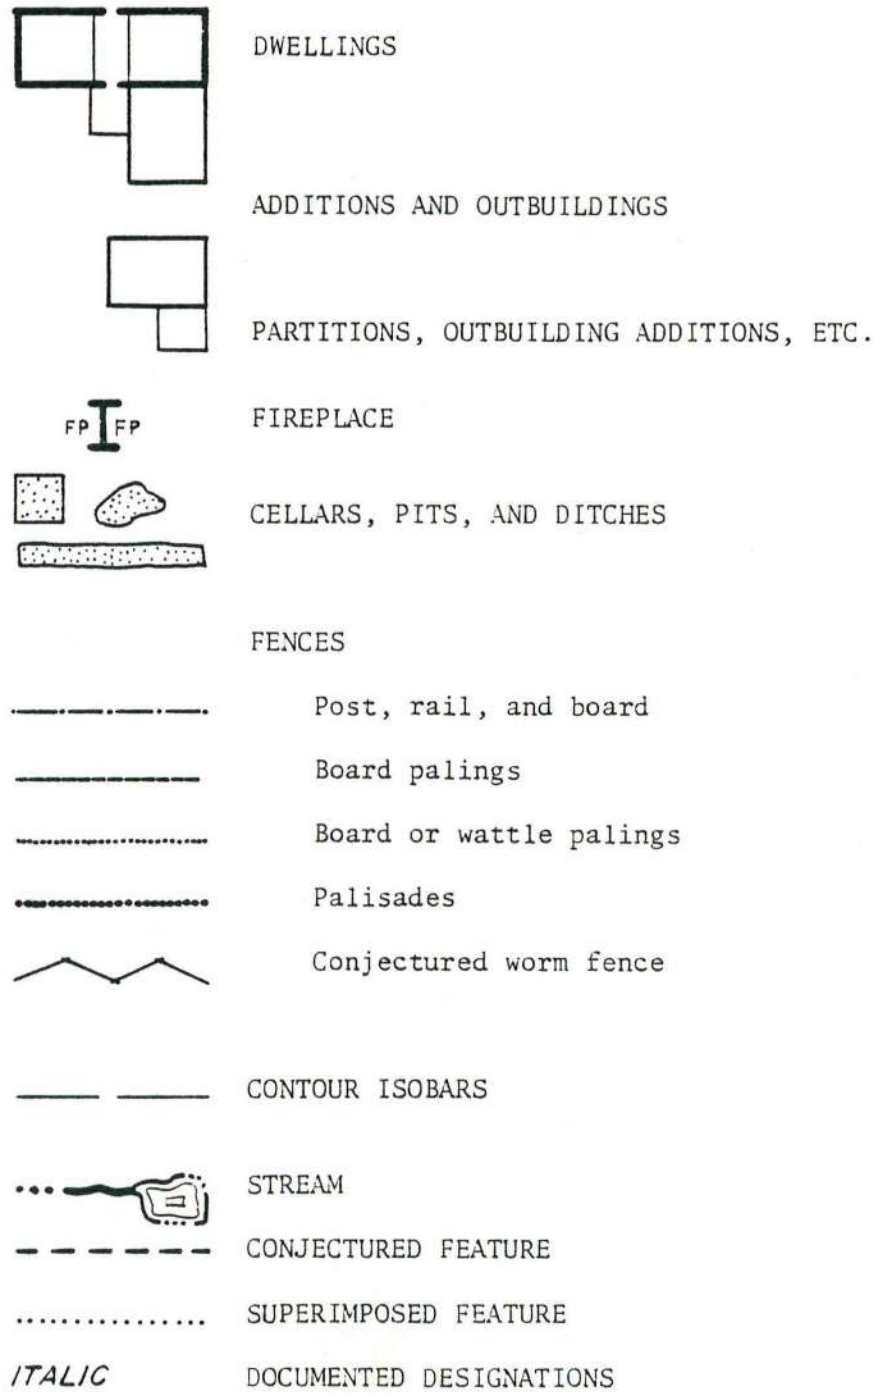 DWELLINGS
ADDITIONS AND OUTBUILDINGS
PARTITIONS, OUTBUILDING ADDITIONS, ETC.
FP FP FIREPLACE
CELLARS, PITS, AND DITCHES
FENCES
Post, rail, and board
Board palings
Board or wattle palings
Palisades
Conjectured worm fence
CONTOUR ISOBARS
STREAM
CONJECTURED FEATURE
SUPERIMPOSED FEATURE
ITALIC DOCUMENTED DESIGNATIONS